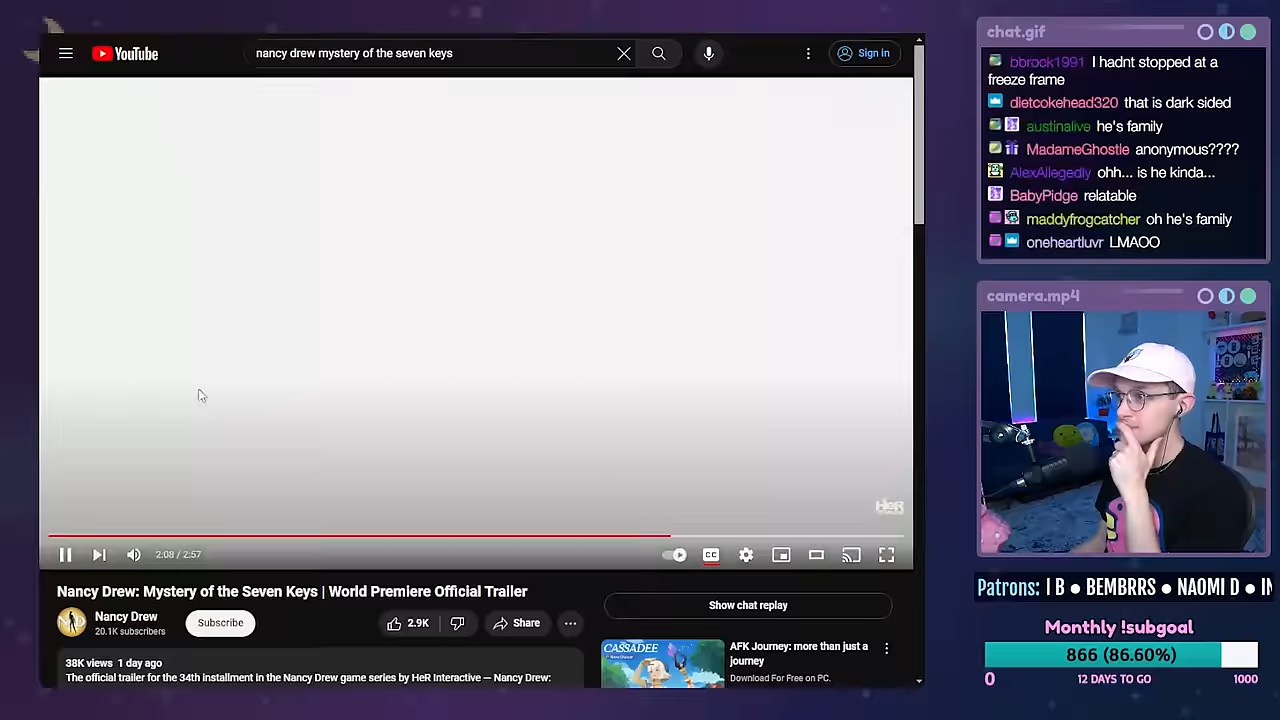 YouTube
nancy drew mystery of the seven keys
Sign in
HeR
2:08 / 2:57
CC
Nancy Drew: Mystery of the Seven Keys | World Premiere Official Trailer
Nancy Drew
20.1K subscribers
Subscribe
2.9K
Share
38K views 1 day ago
The official trailer for the 34th installment in the Nancy Drew game series by HeR Interactive – Nancy Drew:
Show chat replay
CASSADEE
AFK Journey: more than just a
journey
Download For Free on PC.
chat.gif
bbrock1991 I hadnt stopped at a
freeze frame
dietcokehead320 that is dark sided
austinalive he's family
MadameGhostle anonymous????
AlexAllegedly ohh... is he kinda...
BabyPidge relatable
maddyfrogcatcher oh he's family
oneheartluvr LMAOO
camera.mp4
Patrons: I B ● BEMBRRS ● NAOMI D ● IN
Monthly !subgoal
866 (86.60%)
0 12 DAYS TO GO 1000